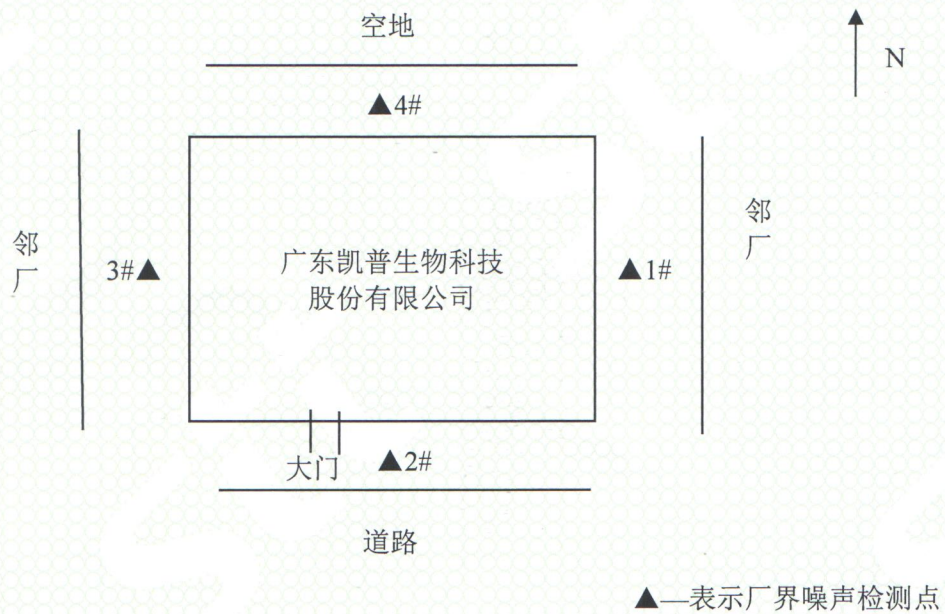 空地
N
▲4#
邻厂
邻厂
3#▲
广东凯普生物科技
股份有限公司
▲1#
大门
▲2#
道路
▲—表示厂界噪声检测点